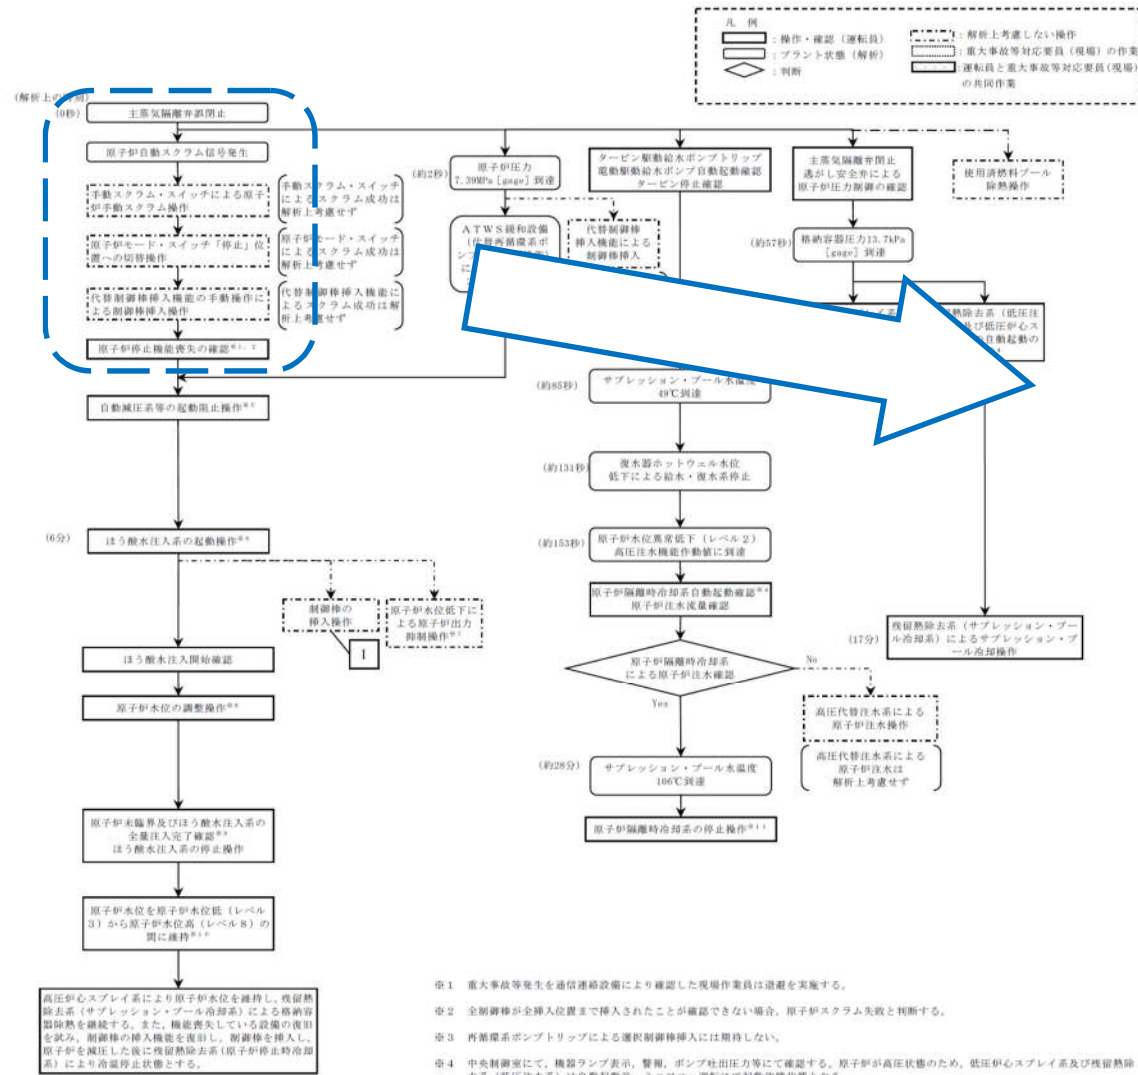 凡 例
: 操作・確認（運転員）
: プラント状態（解析）
: 判断
: 解析上考慮しない操作
: 重大事故等対応要員（現場）の作業
: 運転員と重大事故等対応要員(現場)
の共同作業
(0秒)
主蒸気隔離弁誤閉止
原子炉自動スクラム信号発生
手動スクラム・スイッチによる原子
炉手動スクラム操作
手動スクラム・スイッチ
によるスクラム成功は
解析上考慮せず
原子炉モード・スイッチ「停止」位
置への切替操作
原子炉モード・スイッチ
によるスクラム成功は
解析上考慮せず
代替制御棒挿入機能の手動操作に
よる制御棒挿入操作
代替制御棒挿入機能に
よるスクラム成功は解
析上考慮せず
原子炉停止機能喪失の確認※1，2
自動減圧系等の起動阻止操作
(6分)
ほう酸水注入系の起動操作
制御棒の
挿入操作
1
原子炉水位低下に
よる原子炉出力
抑制操作
ほう酸水注入開始確認
原子炉水位の調整操作
原子炉未臨界及びほう酸水注入系の
全量注入完了確認
ほう酸水注入系の停止操作
原子炉水位を原子炉水位低（レベル
3）から原子炉水位高（レベル8）の
間に維持
高圧炉心スプレイ系により原子炉水位を維持し，残留熱
除去系（サプレッション・プール冷却系）による格納容
器除熱を継続する。また，機能喪失している設備の復旧
を試み，制御棒の挿入機能を復旧し，制御棒を挿入し，
原子炉を減圧した後に残留熱除去系(原子炉停止時冷却
系）により冷温停止状態とする。
(約2秒)
原子炉圧力
7.39MPa [gage] 到達
ATWS緩和設備
（代替再循環系ポ
代替制御棒
挿入機能による
制御棒挿入
タービン駆動給水ポンプトリップ
電動駆動給水ポンプ自動起動確認
タービン停止確認
主蒸気隔離弁閉止
逃がし安全弁による
原子炉圧力制御の確認
使用済燃料プール
除熱操作
(約57秒)
格納容器圧力13.7kPa
[gage] 到達
(約85秒)
サプレッション・プール水温度
49℃到達
(約131秒)
復水器ホットウェル水位
低下による給水・復水系停止
(約153秒)
原子炉水位異常低下（レベル2）
高圧注水機能作動値に到達
原子炉隔離時冷却系自動起動確認
原子炉注水流量確認
原子炉隔離時冷却系
による原子炉注水確認
No
Yes
高圧代替注水系による
原子炉注水操作
高圧代替注水系による
原子炉注水は
解析上考慮せず
(約28分)
サプレッション・プール水温度
106℃到達
原子炉隔離時冷却系の停止操作※11
(17分)
残留熱除去系（サプレッション・プー
ル冷却系）によるサプレッション・プ
ール冷却操作
※1 重大事故等発生を通信連絡設備により確認した現場作業員は退避を実施する。
※2 全制御棒が全挿入位置まで挿入されたことが確認できない場合，原子炉スクラム失敗と判断する。
※3 再循環系ポンプトリップによる選択制御棒挿入には期待しない。
※4 中央制御室にて，機器ランプ表示，警報，ポンプ吐出圧力等にて確認する。原子炉が高圧状態のため，低圧炉心スプレイ系及び残留熱除